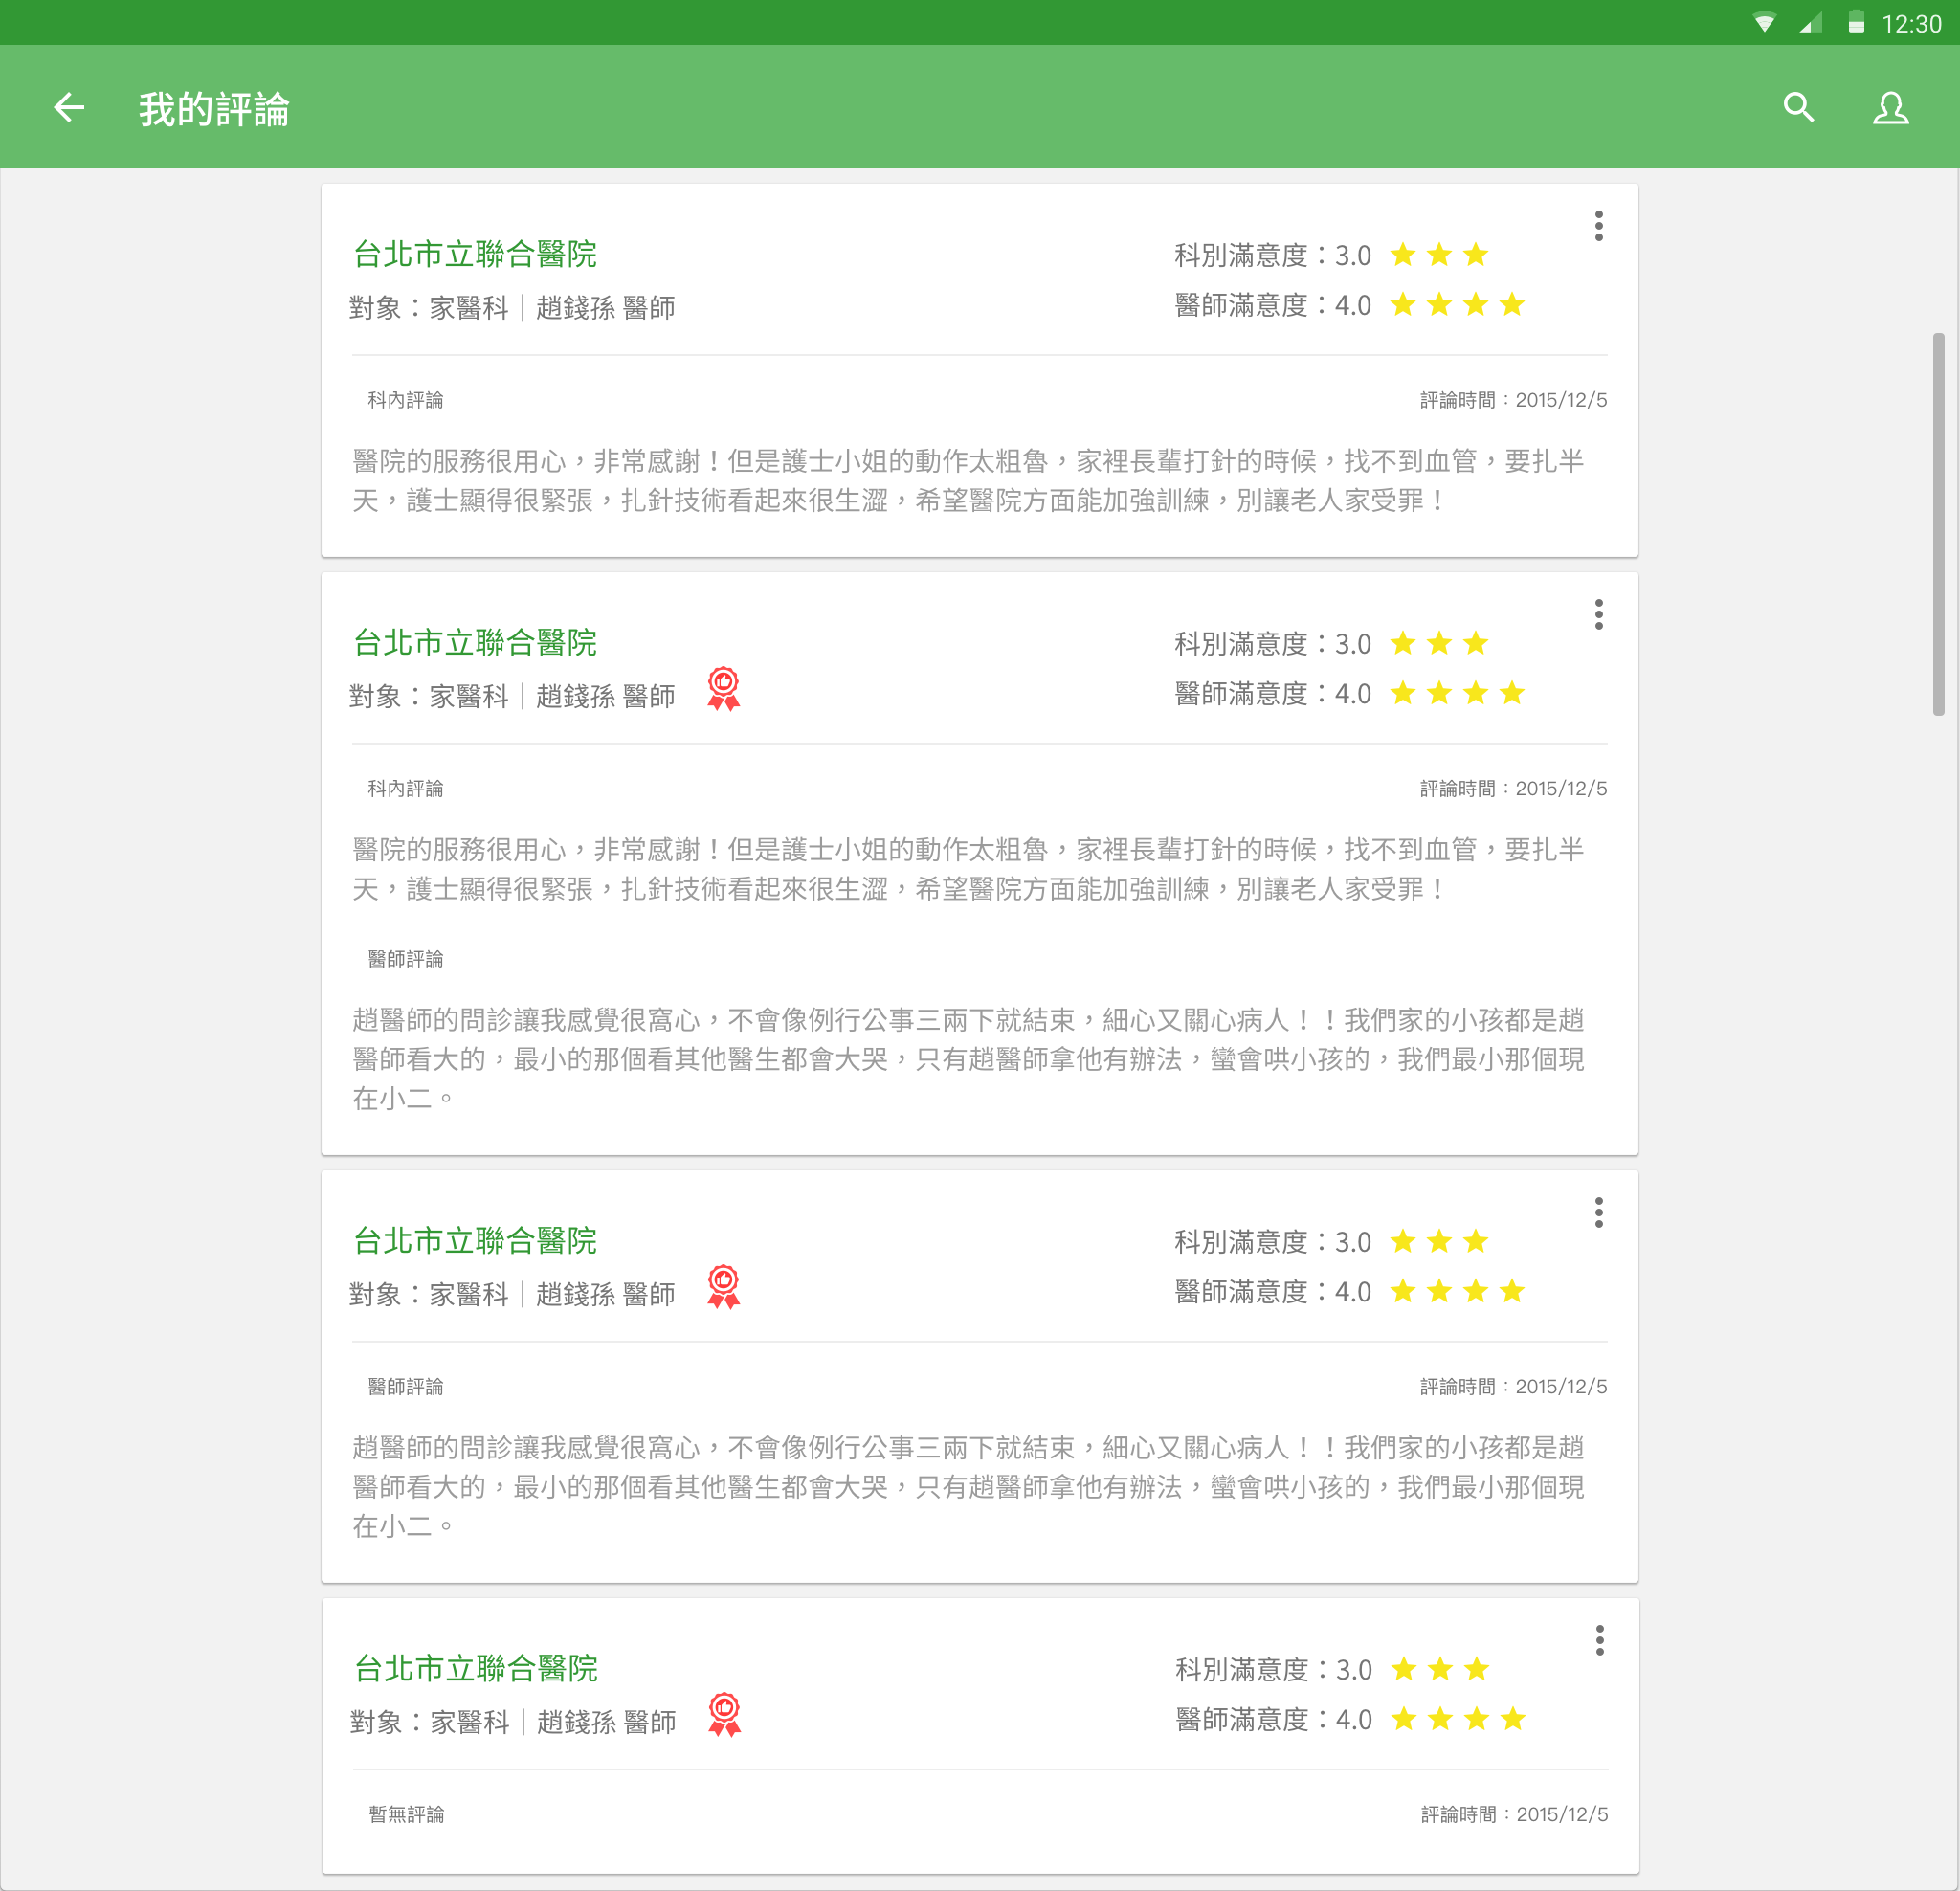 12:30
我的評論
台北市立聯合醫院
科別滿意度：3.0
對象：家醫科｜趙錢孫 醫師
醫師滿意度：4.0
科內評論
評論時間：2015/12/5
醫院的服務很用心，非常感謝！但是護士小姐的動作太粗魯，家裡長輩打針的時候，找不到血管，要扎半
天，護士顯得很緊張，扎針技術看起來很生澀，希望醫院方面能加強訓練，別讓老人家受罪！
台北市立聯合醫院
科別滿意度：3.0
對象：家醫科｜趙錢孫 醫師
醫師滿意度：4.0
科內評論
評論時間：2015/12/5
醫院的服務很用心，非常感謝！但是護士小姐的動作太粗魯，家裡長輩打針的時候，找不到血管，要扎半
天，護士顯得很緊張，扎針技術看起來很生澀，希望醫院方面能加強訓練，別讓老人家受罪！
醫師評論
趙醫師的問診讓我感覺很窩心，不會像例行公事三兩下就結束，細心又關心病人！！我們家的小孩都是趙
醫師看大的，最小的那個看其他醫生都會大哭，只有趙醫師拿他有辦法，蠻會哄小孩的，我們最小那個現
在小二。
台北市立聯合醫院
科別滿意度：3.0
對象：家醫科｜趙錢孫 醫師
醫師滿意度：4.0
醫師評論
評論時間：2015/12/5
趙醫師的問診讓我感覺很窩心，不會像例行公事三兩下就結束，細心又關心病人！！我們家的小孩都是趙
醫師看大的，最小的那個看其他醫生都會大哭，只有趙醫師拿他有辦法，蠻會哄小孩的，我們最小那個現
在小二。
台北市立聯合醫院
科別滿意度：3.0
對象：家醫科｜趙錢孫 醫師
醫師滿意度：4.0
暫無評論
評論時間：2015/12/5